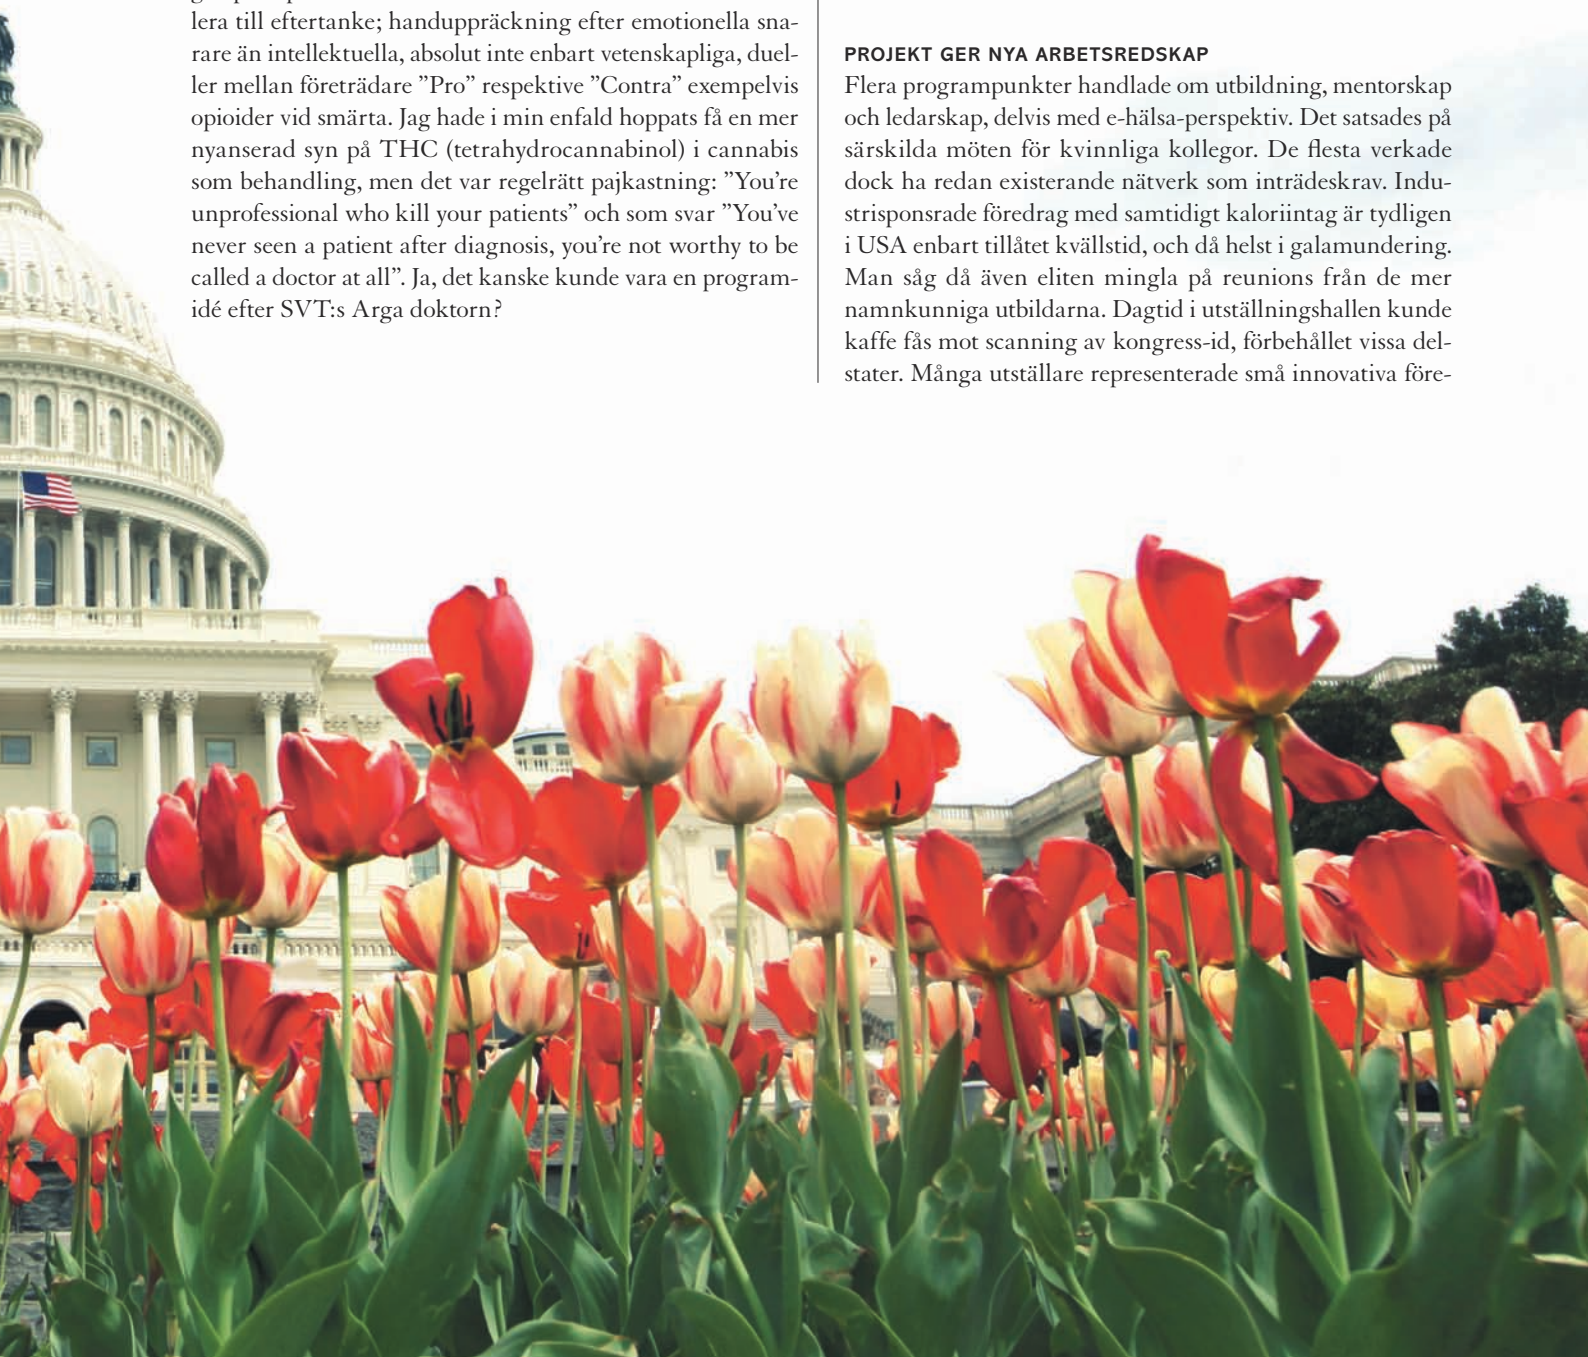 lera till eftertanke; handuppräckning efter emotionella sna-
rare än intellektuella, absolut inte enbart vetenskapliga, duel-
ler mellan företrädare ”Pro” respektive ”Contra” exempelvis
opioider vid smärta. Jag hade i min enfald hoppats få en mer
nyanserad syn på THC (tetrahydrocannabinol) i cannabis
som behandling, men det var regelrätt pajkastning: ”You’re
unprofessional who kill your patients” och som svar ”You’ve
never seen a patient after diagnosis, you’re not worthy to be
called a doctor at all”. Ja, det kanske kunde vara en program-
idé efter SVT:s Arga doktorn?
PROJEKT GER NYA ARBETSREDSKAP
Flera programpunkter handlade om utbildning, mentorskap
och ledarskap, delvis med e-hälsa-perspektiv. Det satsades på
särskilda möten för kvinnliga kollegor. De flesta verkade
dock ha redan existerande nätverk som inträdeskrav. Indu-
strisponsrade föredrag med samtidigt kaloriintag är tydligen
i USA enbart tillåtet kvällstid, och då helst i galamundering.
Man såg då även eliten mingla på reunions från de mer
namnkunniga utbildarna. Dagtid i utställningshallen kunde
kaffe fås mot scanning av kongress-id, förbehållet vissa del-
stater. Många utställare representerade små innovativa före-